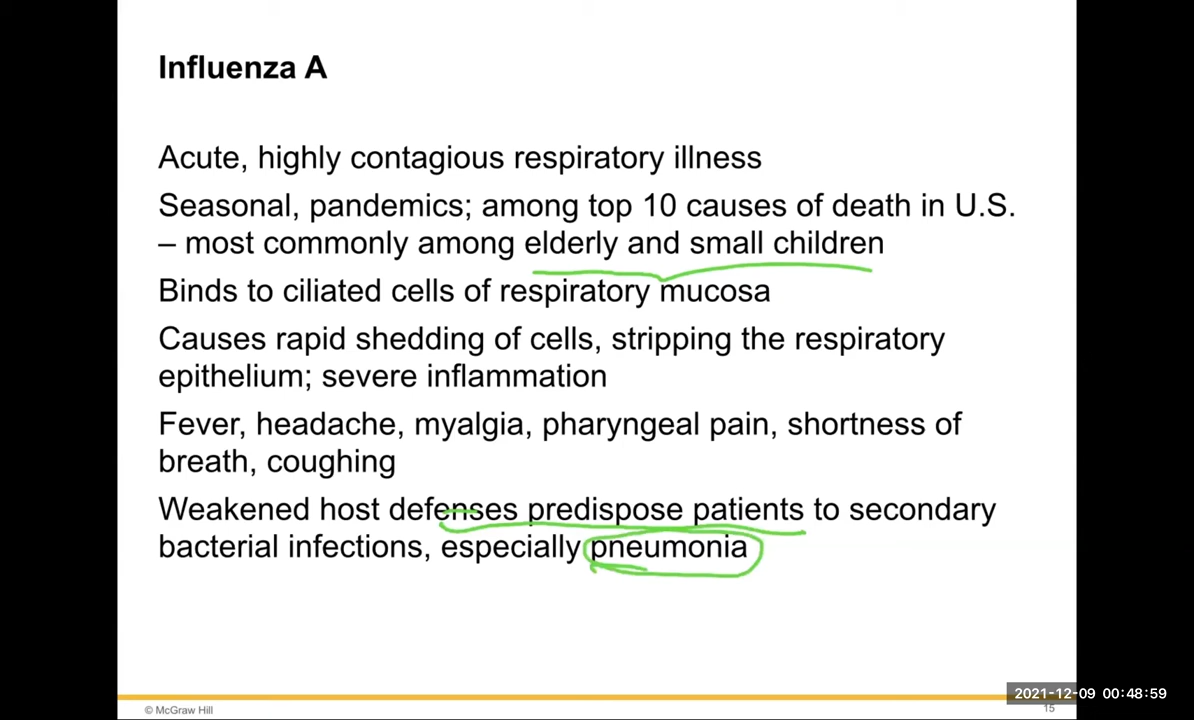 Influenza A
Acute, highly contagious respiratory illness
Seasonal, pandemics; among top 10 causes of death in U.S.
– most commonly among elderly and small children
Binds to ciliated cells of respiratory mucosa
Causes rapid shedding of cells, stripping the respiratory
epithelium; severe inflammation
Fever, headache, myalgia, pharyngeal pain, shortness of
breath, coughing
Weakened host defenses predispose patients to secondary
bacterial infections, especially pneumonia
2021-12-09 00:48:59
© McGraw Hill
15